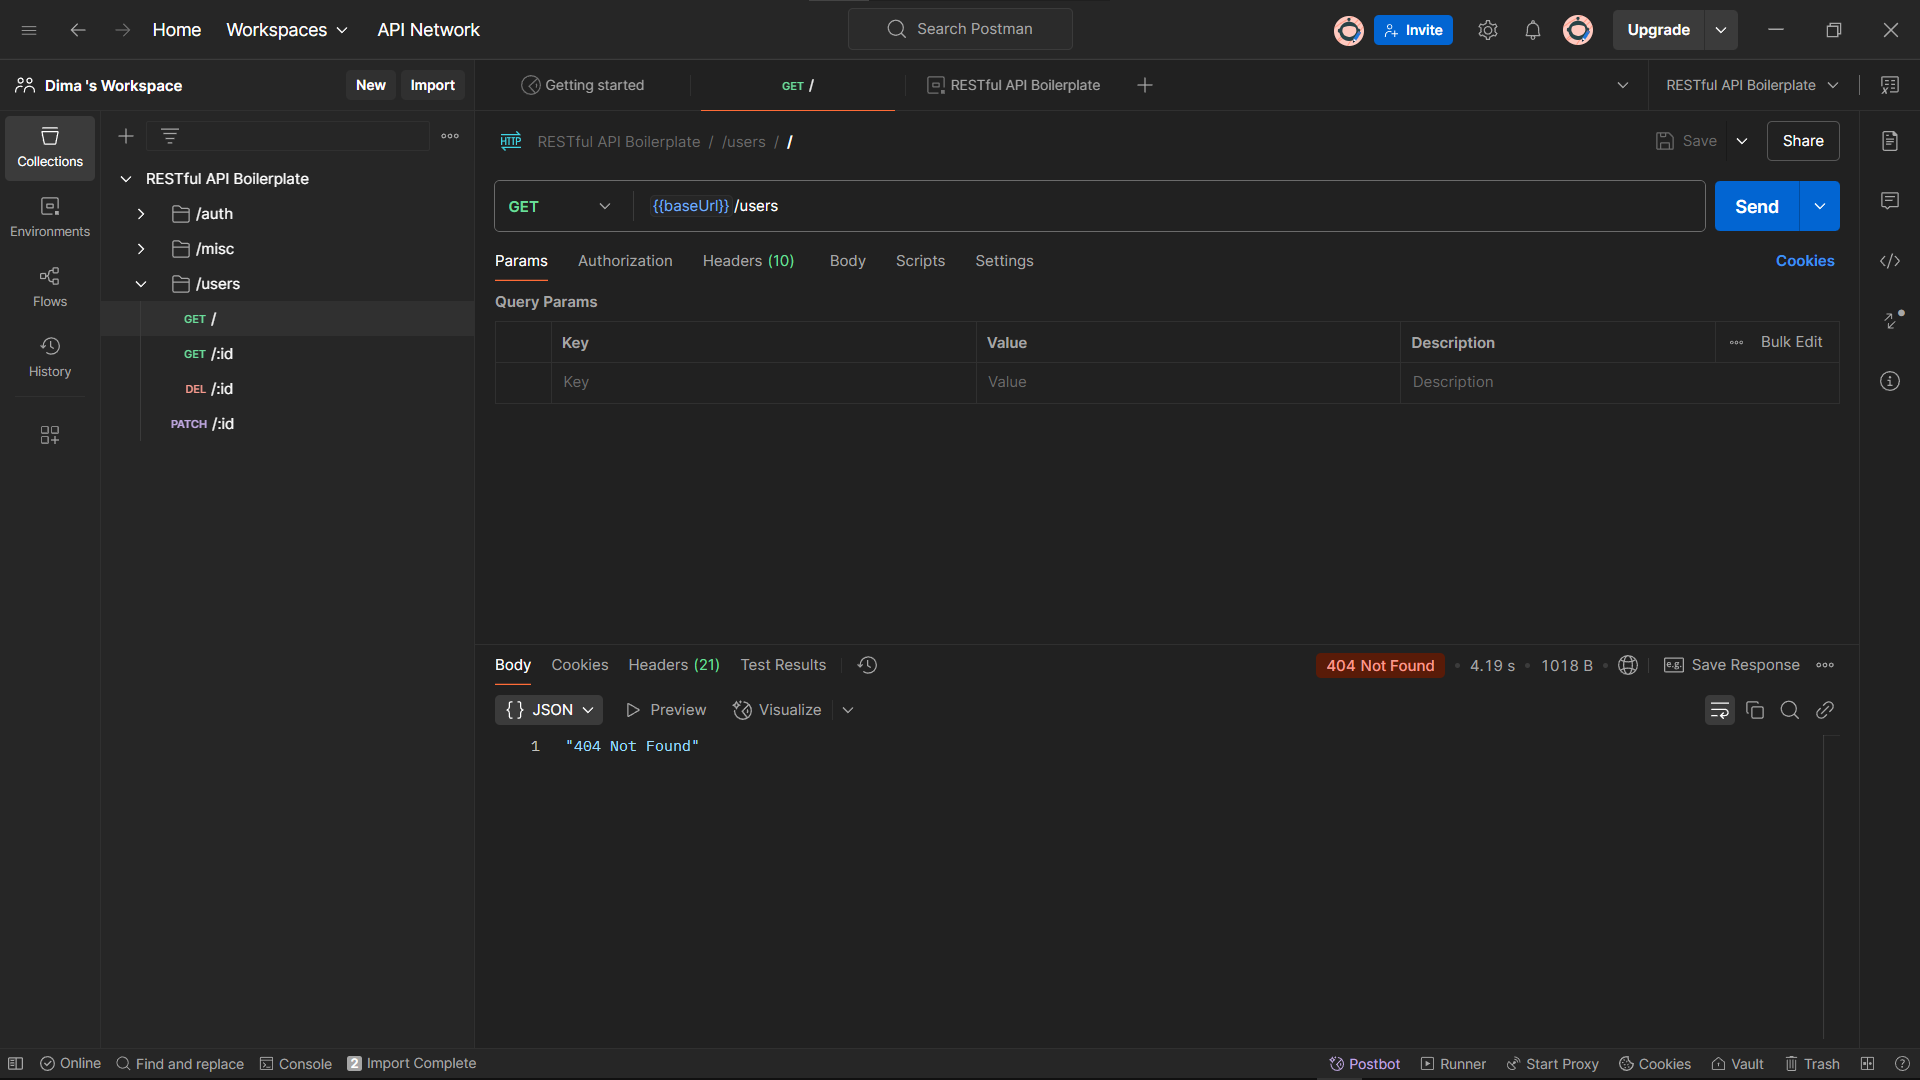 Home Workspaces API Network Search Postman Invite Upgrade
Dima 's Workspace New Import Getting started GET / RESTful API Boilerplate RESTful API Boilerplate
HTTP RESTful API Boilerplate / /users / / Save Share
Collections
Environments
Flows
History
RESTful API Boilerplate
/auth
/misc
/users
GET /
GET /:id
DEL /:id
PATCH /:id
GET {{baseUrl}} /users Send
Params Authorization Headers (10) Body Scripts Settings Cookies
Query Params
Key Value Description Bulk Edit
Key Value Description
Body Cookies Headers (21) Test Results 404 Not Found 4.19 s 1018 B e.g. Save Response
{} JSON Preview Visualize
1 "404 Not Found"
Online Find and replace Console 2 Import Complete Postbot Runner Start Proxy Cookies Vault Trash